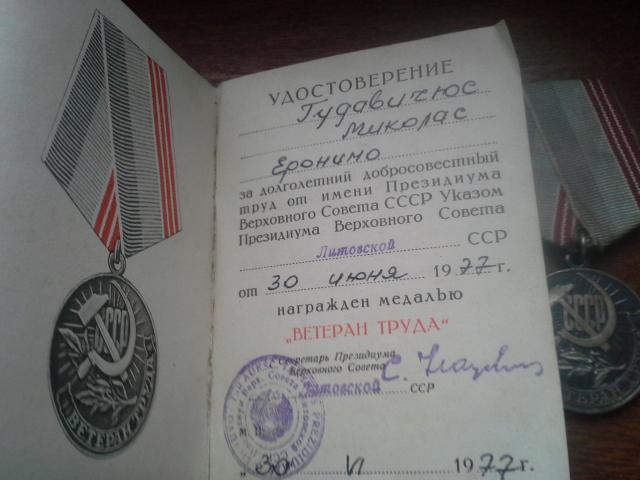 СССР
ВЕТЕРАН ТРУДА
УДОСТОВЕРЕНИЕ
Гудавичюс
Миколас
Еронимо
за долголетний добросовестный
труд от имени Президиума
Верховного Совета СССР Указом
Президиума Верховного Совета
Литовской ССР
от 30 июня 1977 г.
награжден медалью
„ВЕТЕРАН ТРУДА“
Секретарь Президиума
Верховного Совета
Литовской ССР
М. П.
„30 VI 1977 г.
СССР
ВЕТЕРАН